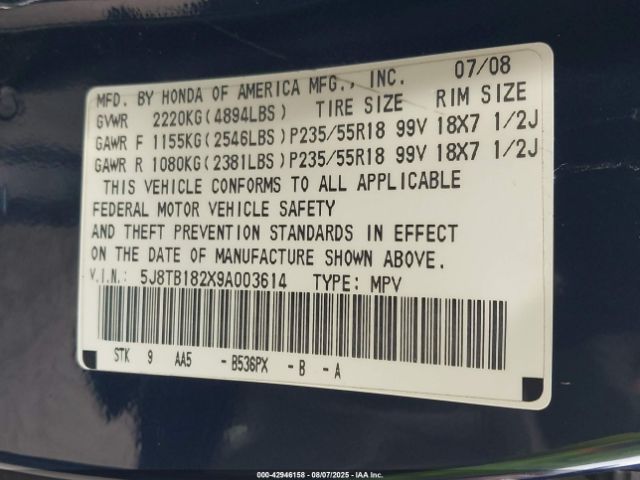 MFD. BY HONDA OF AMERICA MFG., INC. 07/08
GVWR 2220KG(4894LBS) TIRE SIZE RIM SIZE
GAWR F 1155KG(2546LBS)P235/55R18 99V 18X7 1/2J
GAWR R 1080KG(2381LBS)P235/55R18 99V 18X7 1/2J
THIS VEHICLE CONFORMS TO ALL APPLICABLE
FEDERAL MOTOR VEHICLE SAFETY
AND THEFT PREVENTION STANDARDS IN EFFECT
ON THE DATE OF MANUFACTURE SHOWN ABOVE.
V.I.N: 5J8TB182X9A003614 TYPE: MPV
STK 9 AA5 -B536PX -B -A
000-42946158 - 08/07/2025 - IAA Inc.